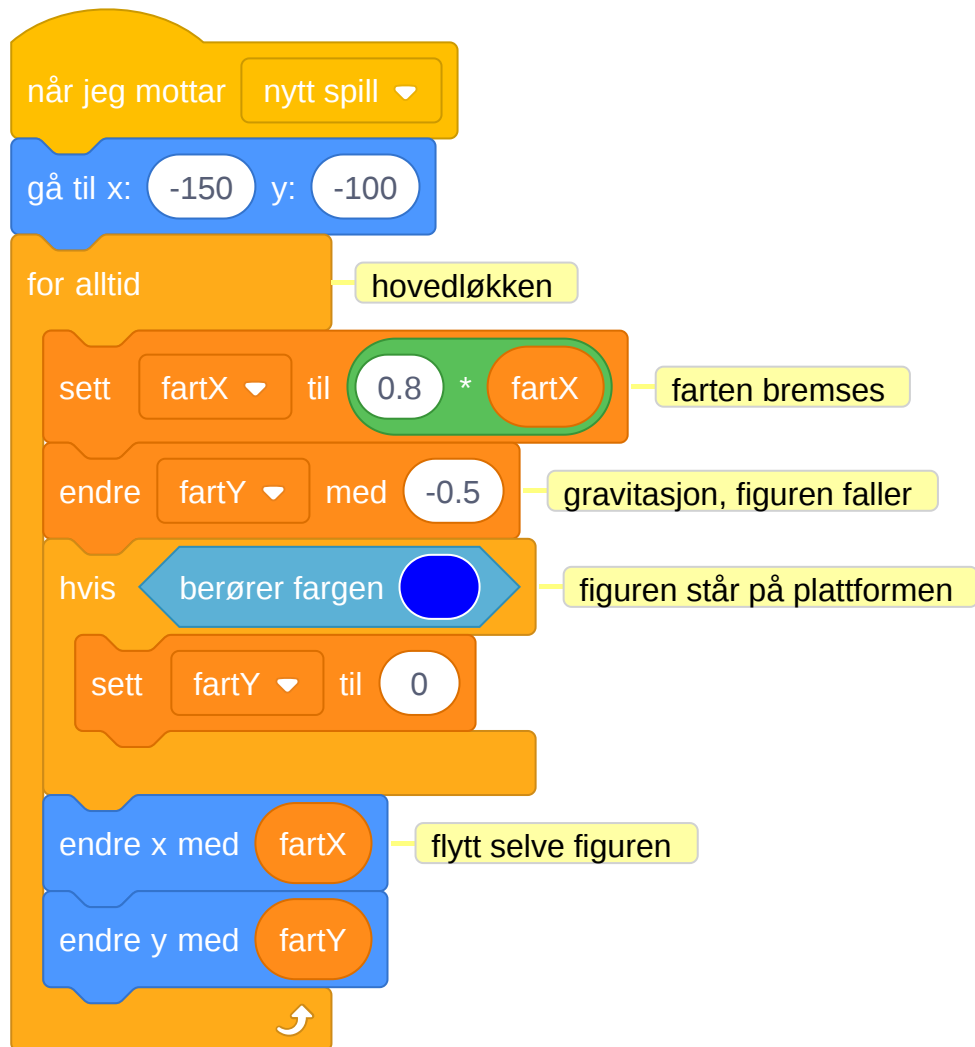 når jeg mottar nytt spill
gå til x: -150 y: -100
for alltid hovedløkken
sett fartX til 0.8 * fartX farten bremses
endre fartY med -0.5 gravitasjon, figuren faller
hvis berører fargen figuren står på plattformen
sett fartY til 0
endre x med fartX flytt selve figuren
endre y med fartY